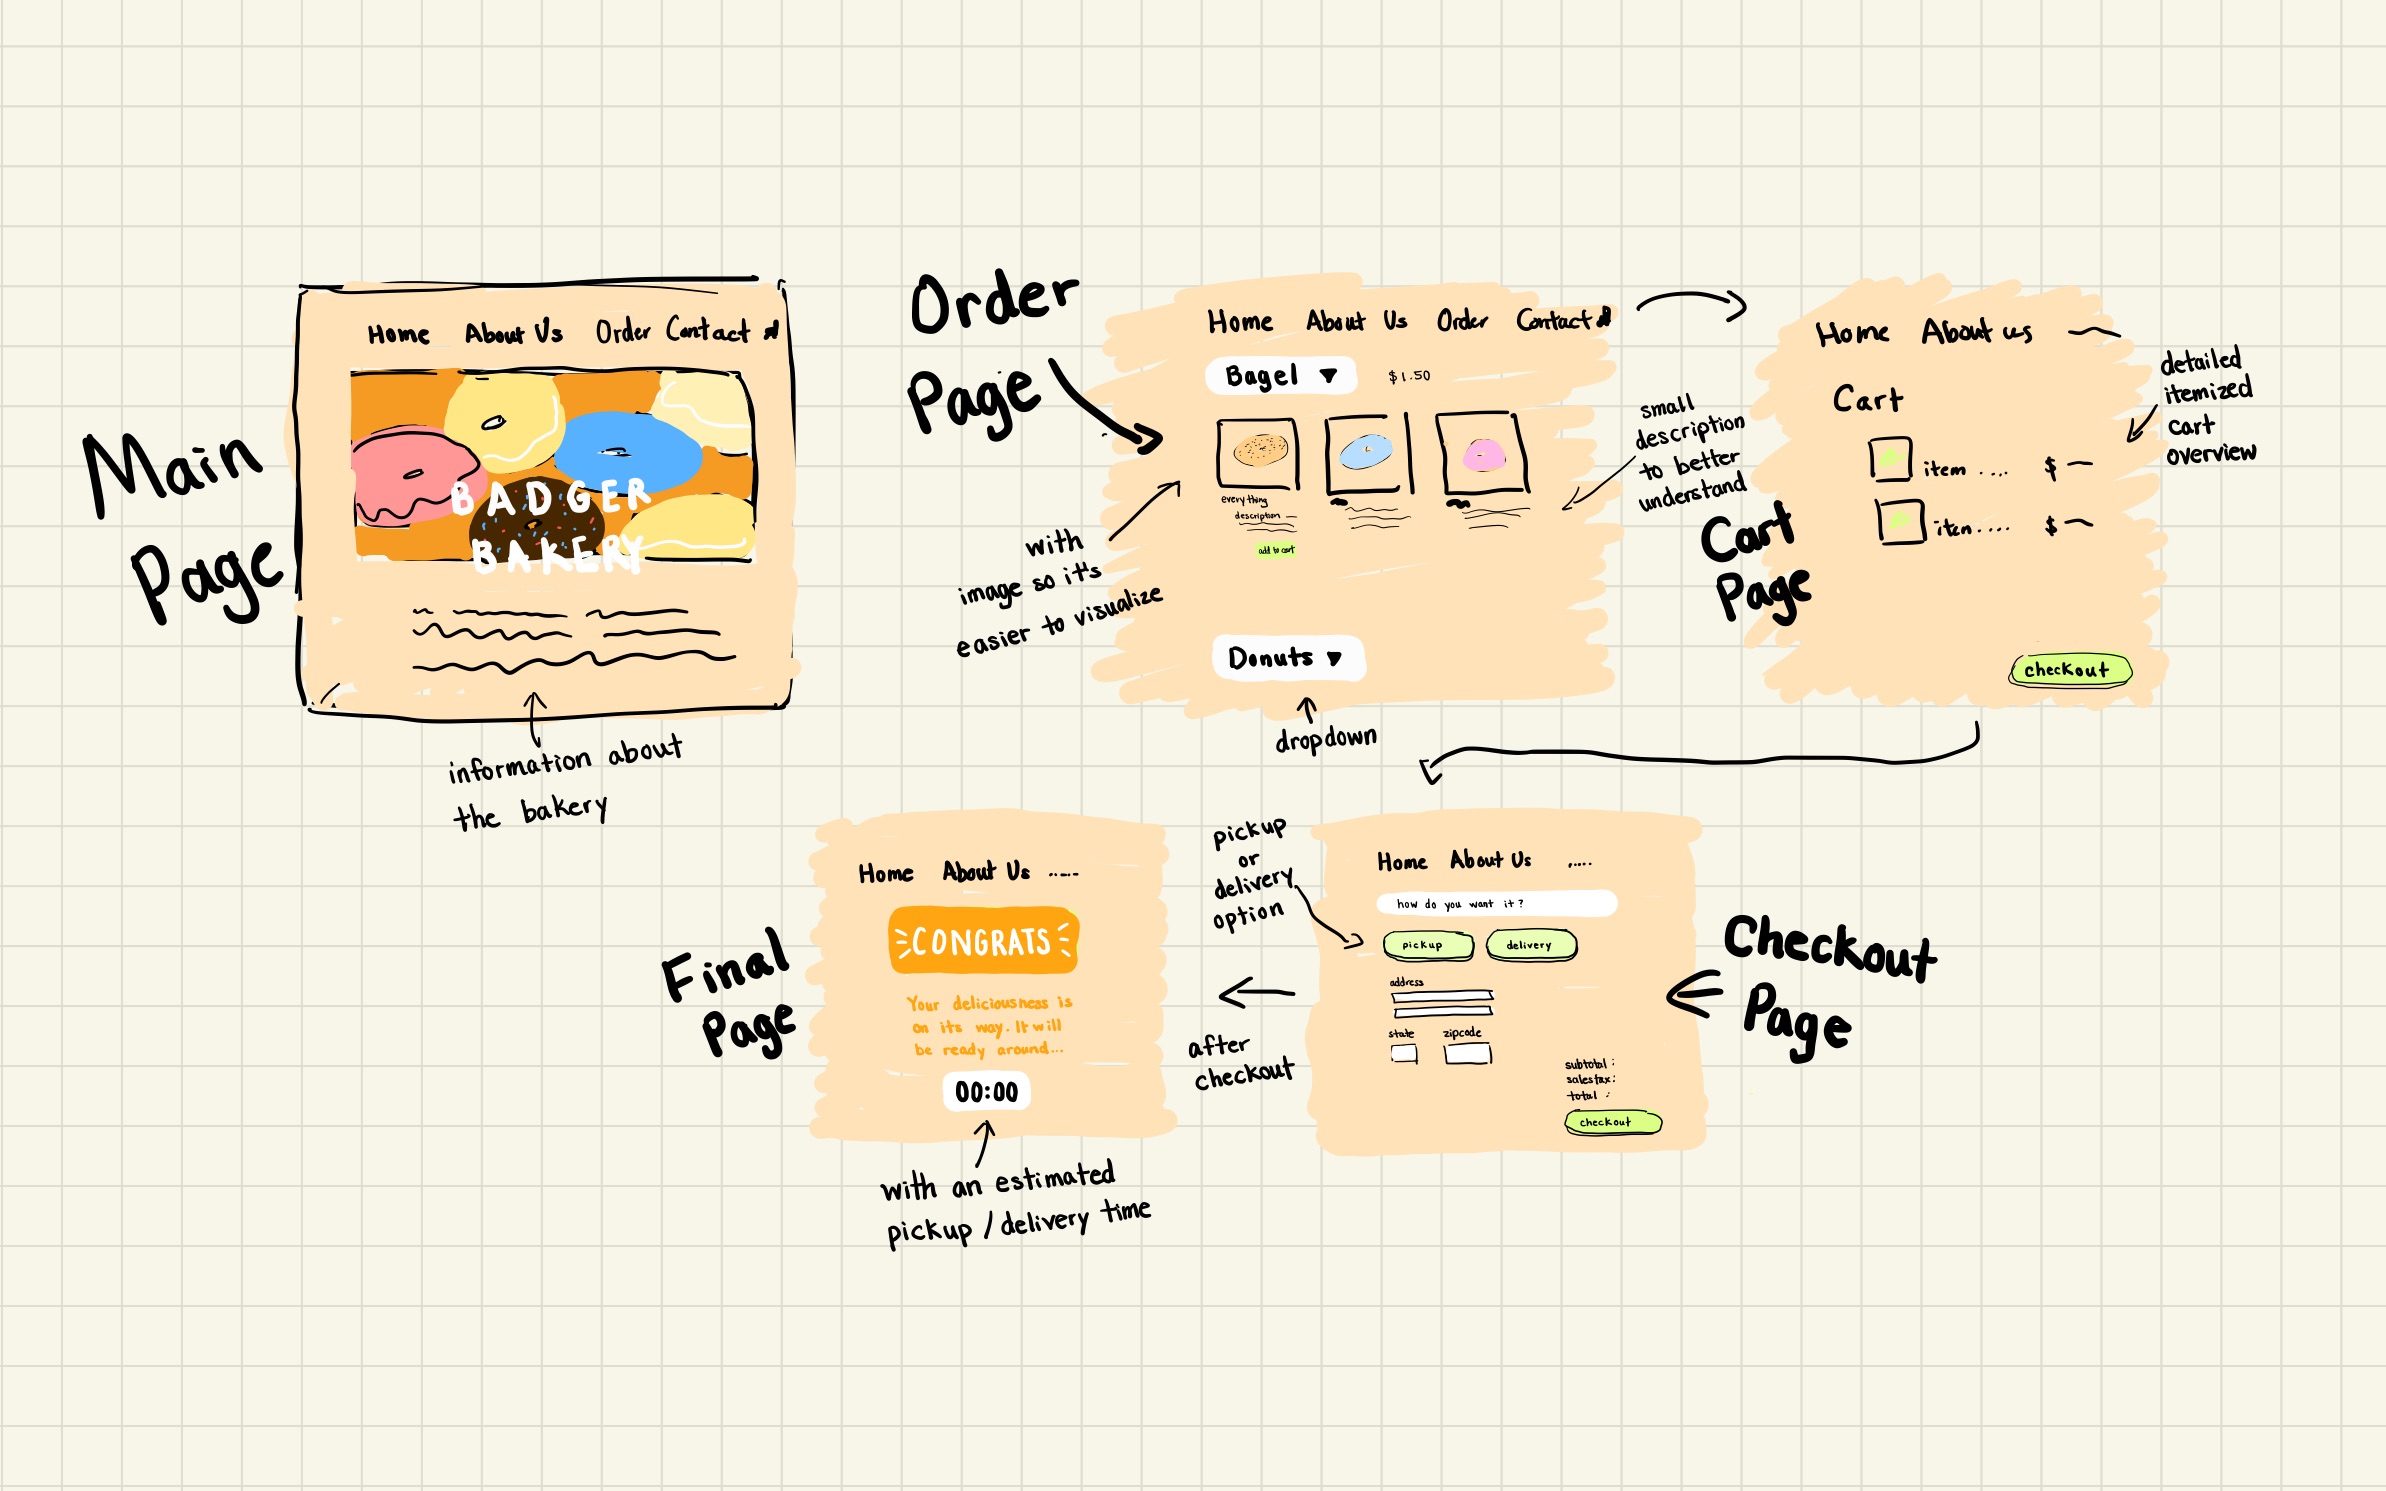 Main
Page
Home About Us Order Contact
BADGER
BAKERY
information about
the bakery
Order
Page
Home About Us Order Contact
Bagel ▼ $1.50
everything
description
add to cart
Donuts ▼
dropdown
with
image so it's
easier to visualize
small
description
to better
understand
Cart
Page
Home About us
Cart
item .... $
item .... $
checkout
detailed
itemized
cart
overview
Checkout
Page
Home About Us .....
how do you want it?
pickup delivery
address
state zipcode
subtotal:
salestax:
total :
checkout
pickup
or
delivery
option
after
checkout
Final
Page
Home About Us .....
CONGRATS
Your deliciousness is
on its way. It will
be ready around...
00:00
with an estimated
pickup / delivery time